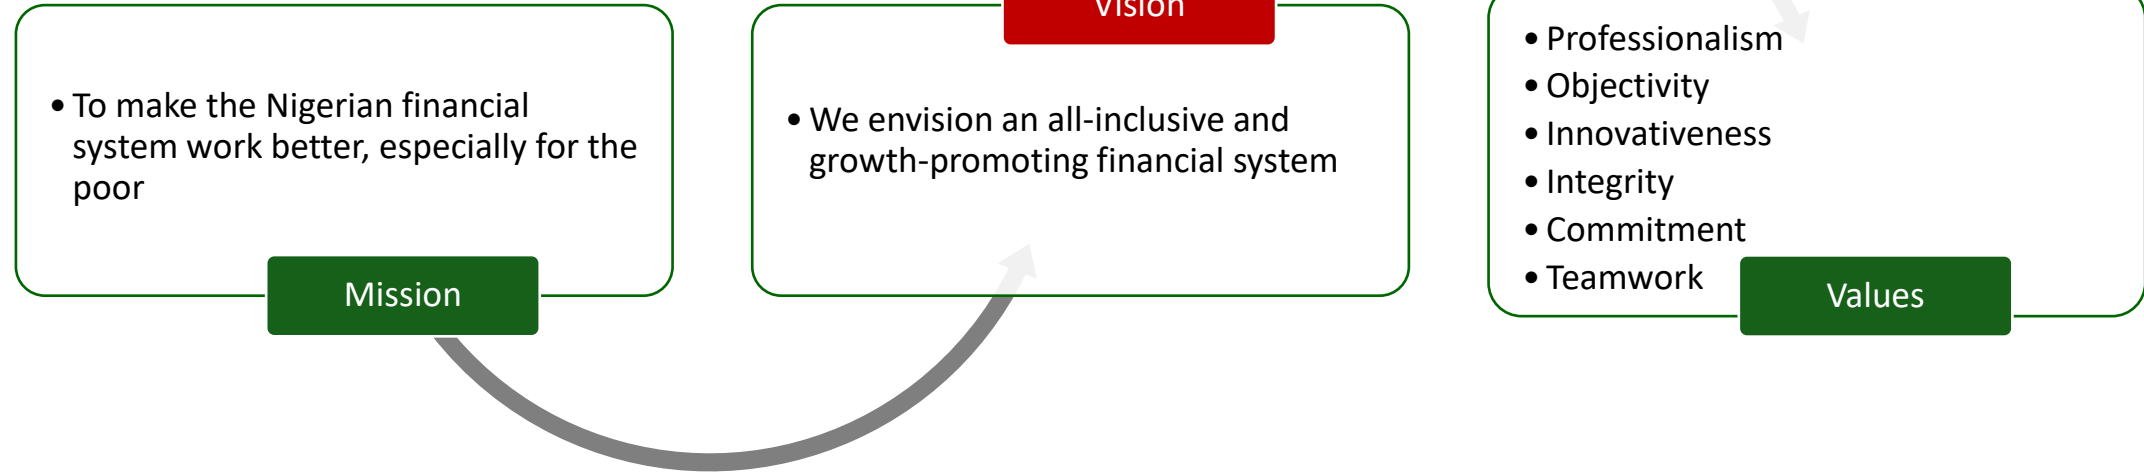 • To make the Nigerian financial
system work better, especially for the
poor
Mission
Vision
• We envision an all-inclusive and
growth-promoting financial system
• Professionalism
• Objectivity
• Innovativeness
• Integrity
• Commitment
• Teamwork
Values